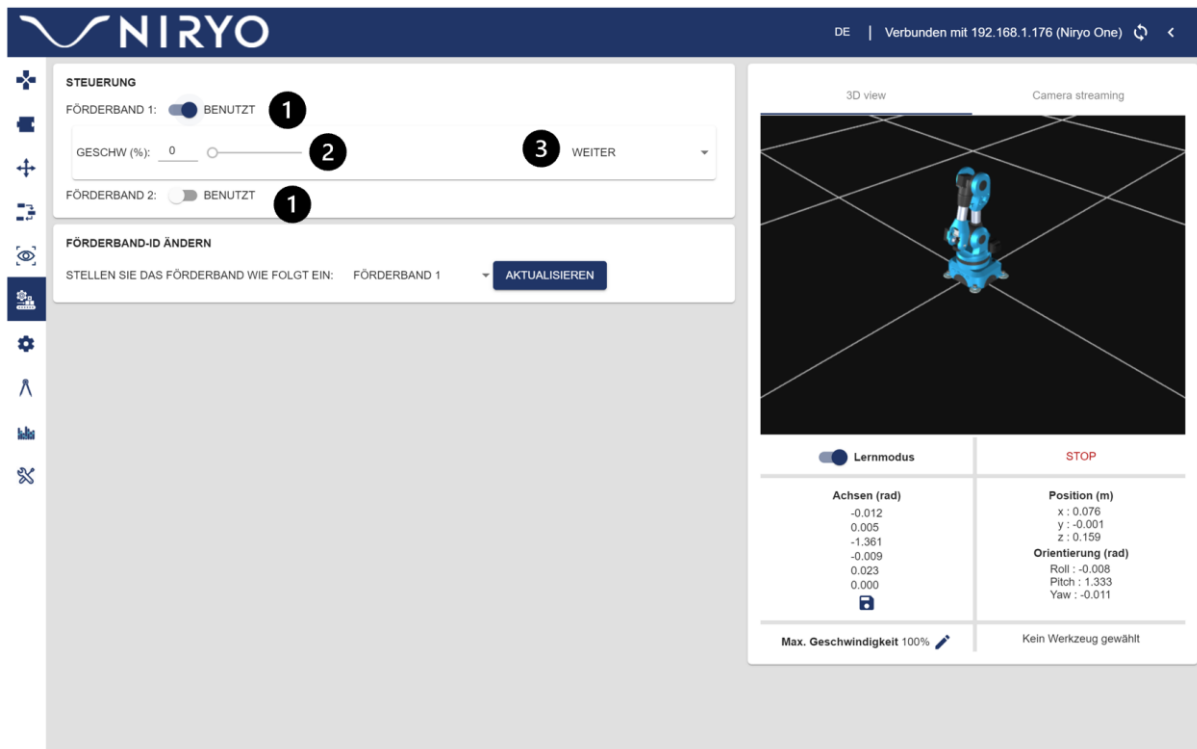 NIRYO
DE | Verbunden mit 192.168.1.176 (Niryo One)
STEUERUNG
FÖRDERBAND 1: BENUTZT 1
GESCHW (%): 0 2 3 WEITER
FÖRDERBAND 2: BENUTZT 1
FÖRDERBAND-ID ÄNDERN
STELLEN SIE DAS FÖRDERBAND WIE FOLGT EIN: FÖRDERBAND 1 AKTUALISIEREN
3D view Camera streaming
Lernmodus STOP
Achsen (rad)
-0.012
0.005
-1.361
-0.009
0.023
0.000
Position (m)
x : 0.076
y : -0.001
z : 0.159
Orientierung (rad)
Roll : -0.008
Pitch : 1.333
Yaw : -0.011
Max. Geschwindigkeit 100% Kein Werkzeug gewählt